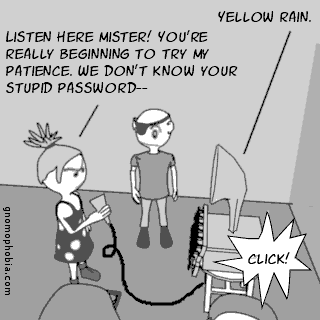 YELLOW RAIN.
LISTEN HERE MISTER! YOU'RE
REALLY BEGINNING TO TRY MY
PATIENCE. WE DON'T KNOW YOUR
STUPID PASSWORD--
CLICK!
gnomophobia.com